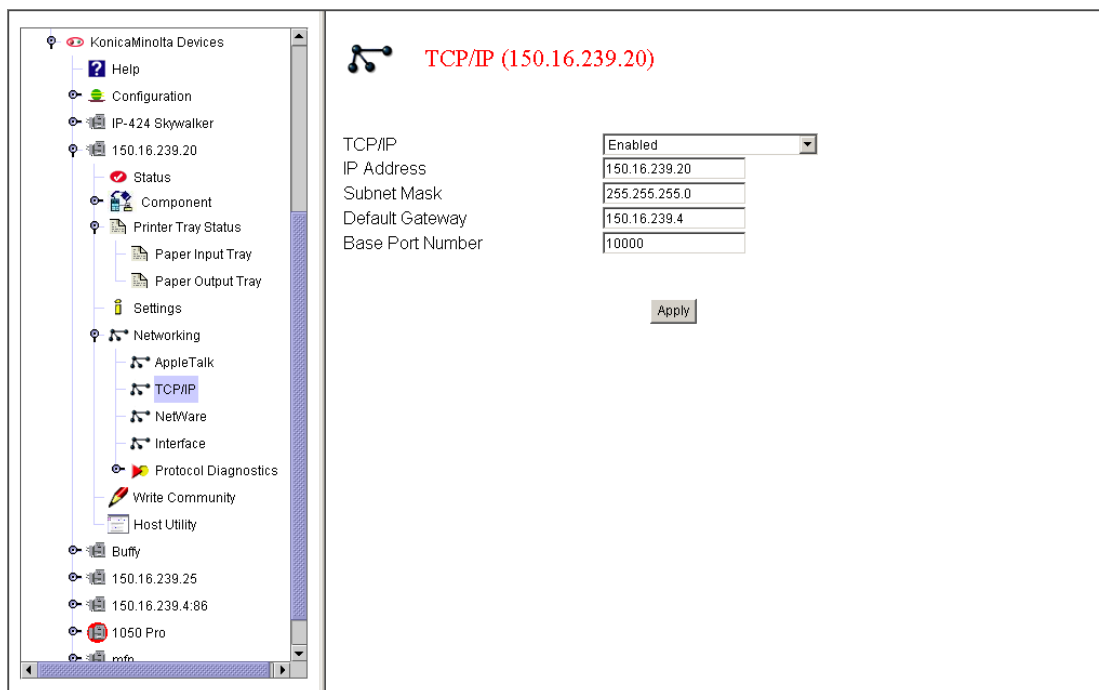 KonicaMinolta Devices
Help
Configuration
IP-424 Skywalker
150.16.239.20
Status
Component
Printer Tray Status
Paper Input Tray
Paper Output Tray
Settings
Networking
AppleTalk
TCP/IP
NetWare
Interface
Protocol Diagnostics
Write Community
Host Utility
Buffy
150.16.239.25
150.16.239.4:86
1050 Pro
TCP/IP (150.16.239.20)
TCP/IP Enabled
IP Address 150.16.239.20
Subnet Mask 255.255.255.0
Default Gateway 150.16.239.4
Base Port Number 10000
Apply